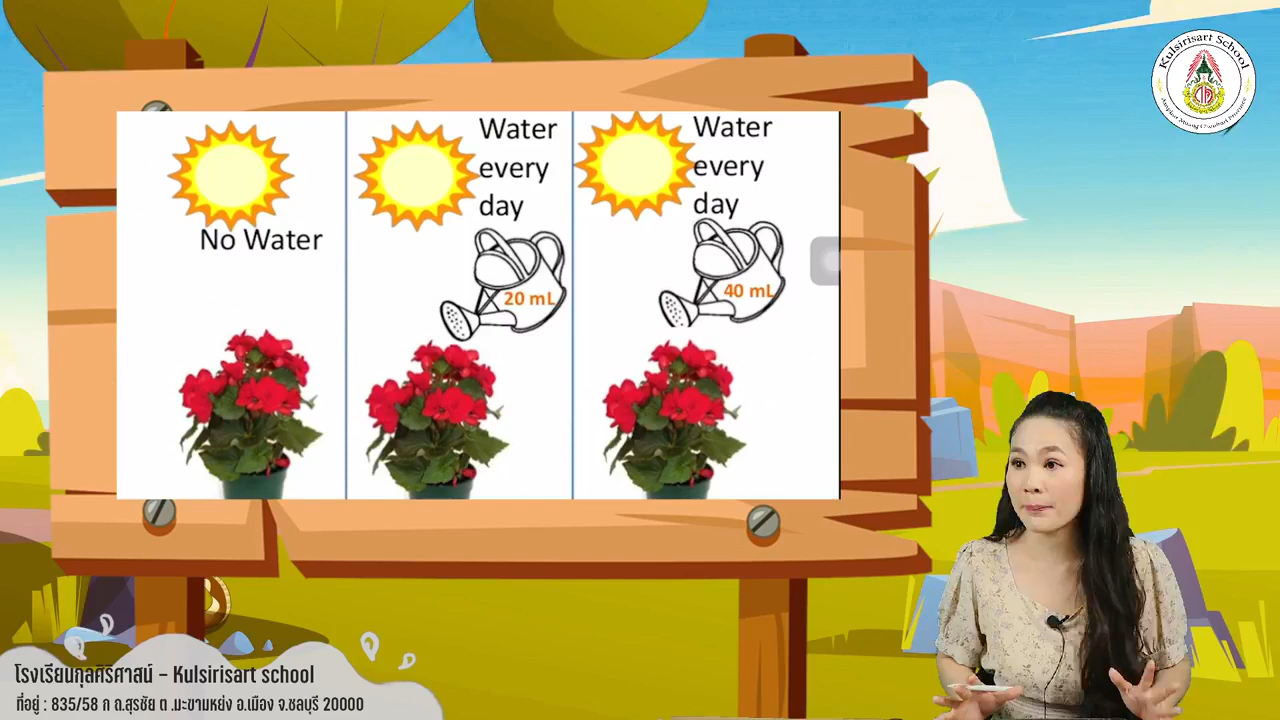 Kulsirisart School
No Water
Water
every
day
20 mL
Water
every
day
40 mL
โรงเรียนกุลศิริศาสน์ - Kulsirisart school
ที่อยู่ : 835/58 ก ถ.สุรชัย ต.มะขามหย่ง อ.เมือง จ.ชลบุรี 20000